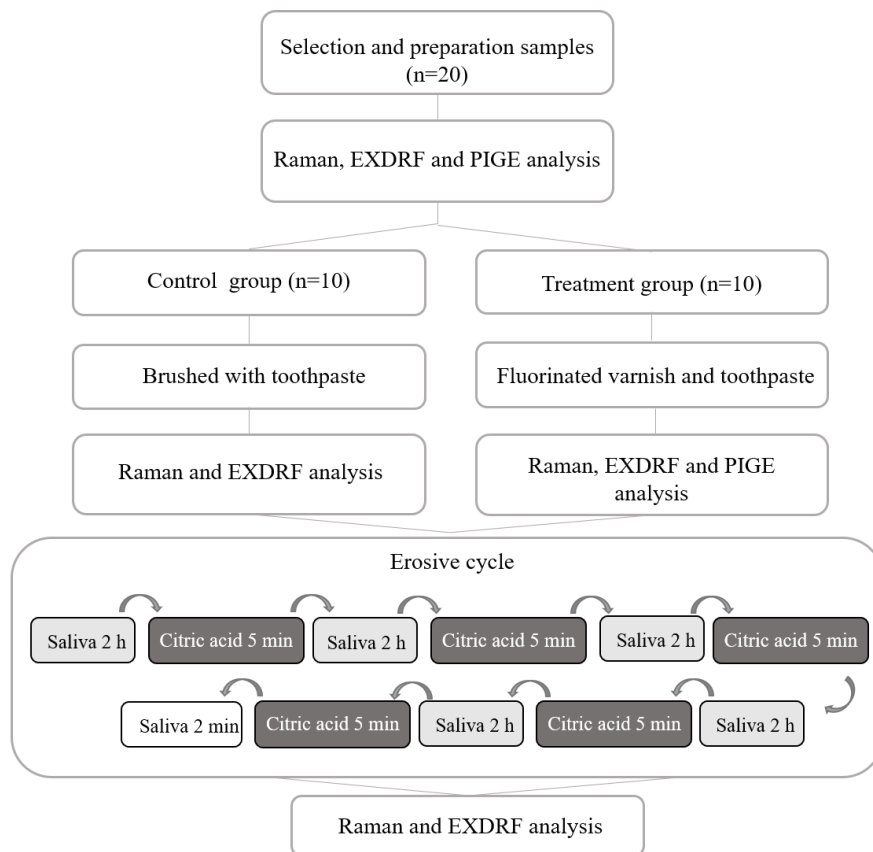 Selection and preparation samples
(n=20)
Raman, EXDRF and PIGE analysis
Control group (n=10)
Treatment group (n=10)
Brushed with toothpaste
Fluorinated varnish and toothpaste
Raman and EXDRF analysis
Raman, EXDRF and PIGE
analysis
Erosive cycle
Saliva 2 h
Citric acid 5 min
Saliva 2 h
Citric acid 5 min
Saliva 2 h
Citric acid 5 min
Saliva 2 min
Citric acid 5 min
Saliva 2 h
Citric acid 5 min
Saliva 2 h
Raman and EXDRF analysis